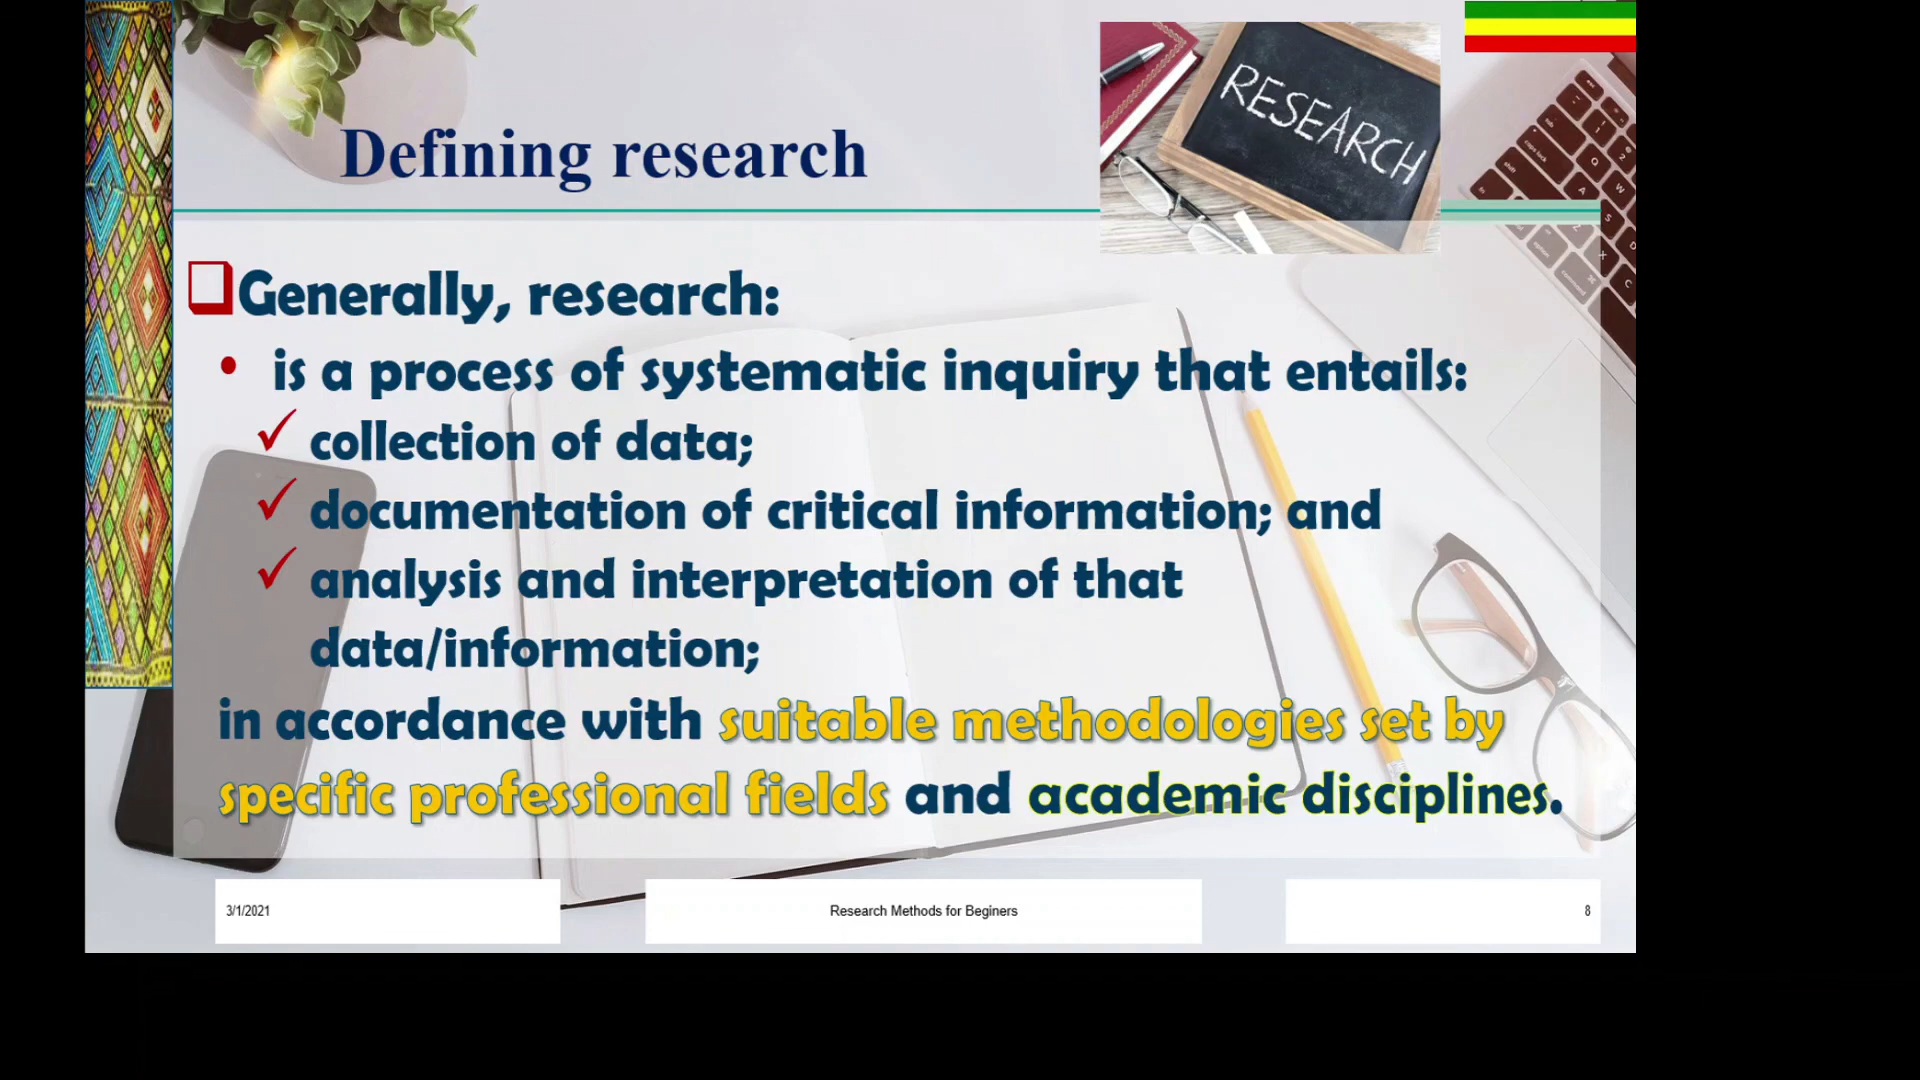 Defining research
RESEARCH
Generally, research:
• is a process of systematic inquiry that entails:
✓ collection of data;
✓ documentation of critical information; and
✓ analysis and interpretation of that
data/information;
in accordance with suitable methodologies set by
specific professional fields and academic disciplines.
3/1/2021
Research Methods for Beginers
8